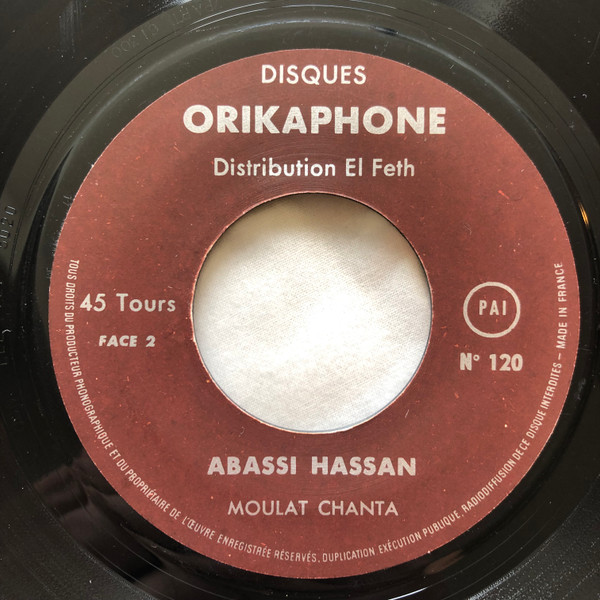 DISQUES
ORIKAPHONE
Distribution El Feth
45 Tours
FACE 2
PAI
N° 120
ABASSI HASSAN
MOULAT CHANTA
TOUS DROITS DU PRODUCTEUR PHONOGRAPHIQUE ET DU PROPRIÉTAIRE DE L'ŒUVRE ENREGISTRÉE RÉSERVÉS. DUPLICATION EXÉCUTION PUBLIQUE, RADIODIFFUSION DE CE DISQUE INTERDITES – MADE IN FRANCE